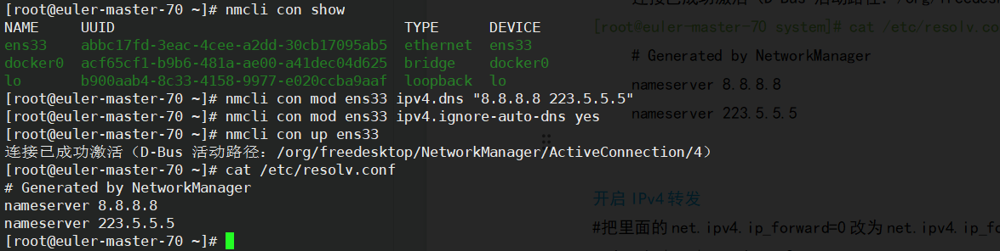 [root@euler-master-70 ~]# nmcli con show
NAME     UUID                                  TYPE      DEVICE
ens33    abbc17fd-3eac-4cee-a2dd-30cb17095ab5  ethernet  ens33
docker0  acf65cf1-b9b6-481a-ae00-a41dec04d625  bridge    docker0
lo       b900aab4-8c33-4158-9977-e020ccba9aaf  loopback  lo
[root@euler-master-70 ~]# nmcli con mod ens33 ipv4.dns "8.8.8.8 223.5.5.5"
[root@euler-master-70 ~]# nmcli con mod ens33 ipv4.ignore-auto-dns yes
[root@euler-master-70 ~]# nmcli con up ens33
连接已成功激活（D-Bus 活动路径：/org/freedesktop/NetworkManager/ActiveConnection/4）
[root@euler-master-70 ~]# cat /etc/resolv.conf
# Generated by NetworkManager
nameserver 8.8.8.8
nameserver 223.5.5.5
[root@euler-master-70 ~]#
连接已成功激活（D-Bus 活动路径：/org/freed
[root@euler-master-70 system]# cat /etc/resolv.co
# Generated by NetworkManager
nameserver 8.8.8.8
nameserver 223.5.5.5
开启 IPv4 转发
#把里面的 net.ipv4.ip_forward=0 改为 net.ipv4.ip_fo